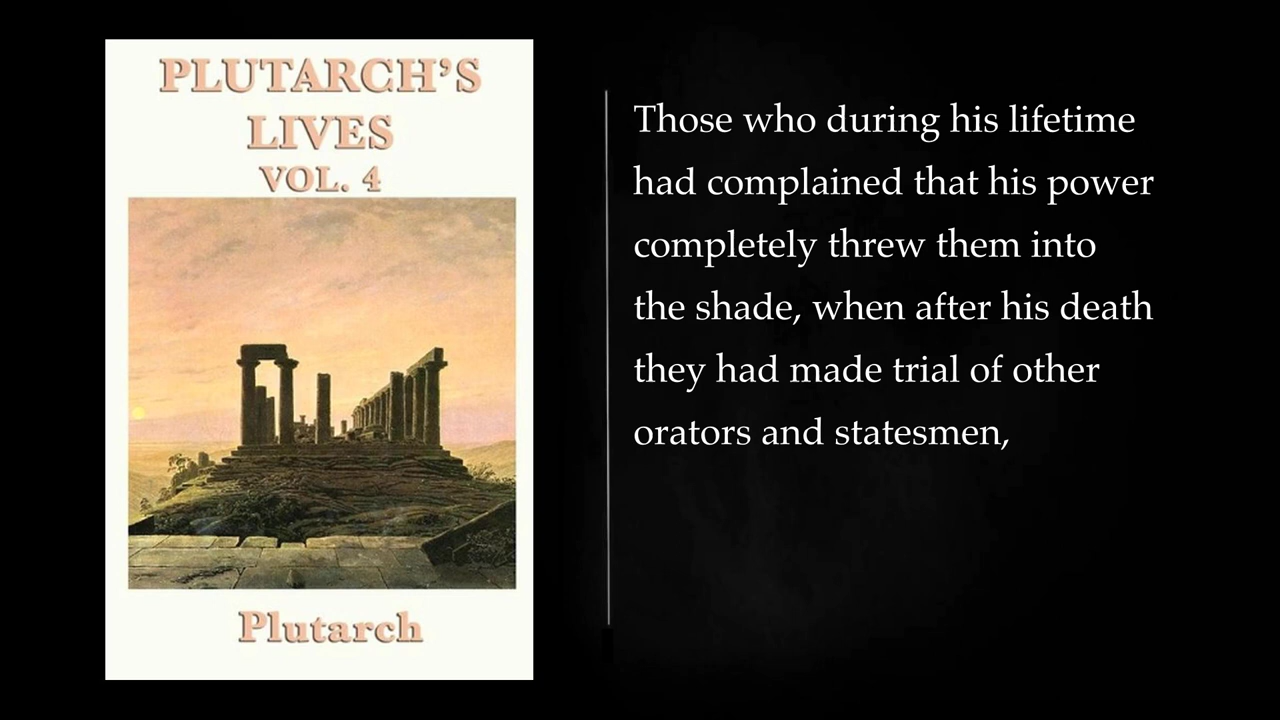 PLUTARCH'S
LIVES
VOL. 4
Plutarch
Those who during his lifetime
had complained that his power
completely threw them into
the shade, when after his death
they had made trial of other
orators and statesmen,